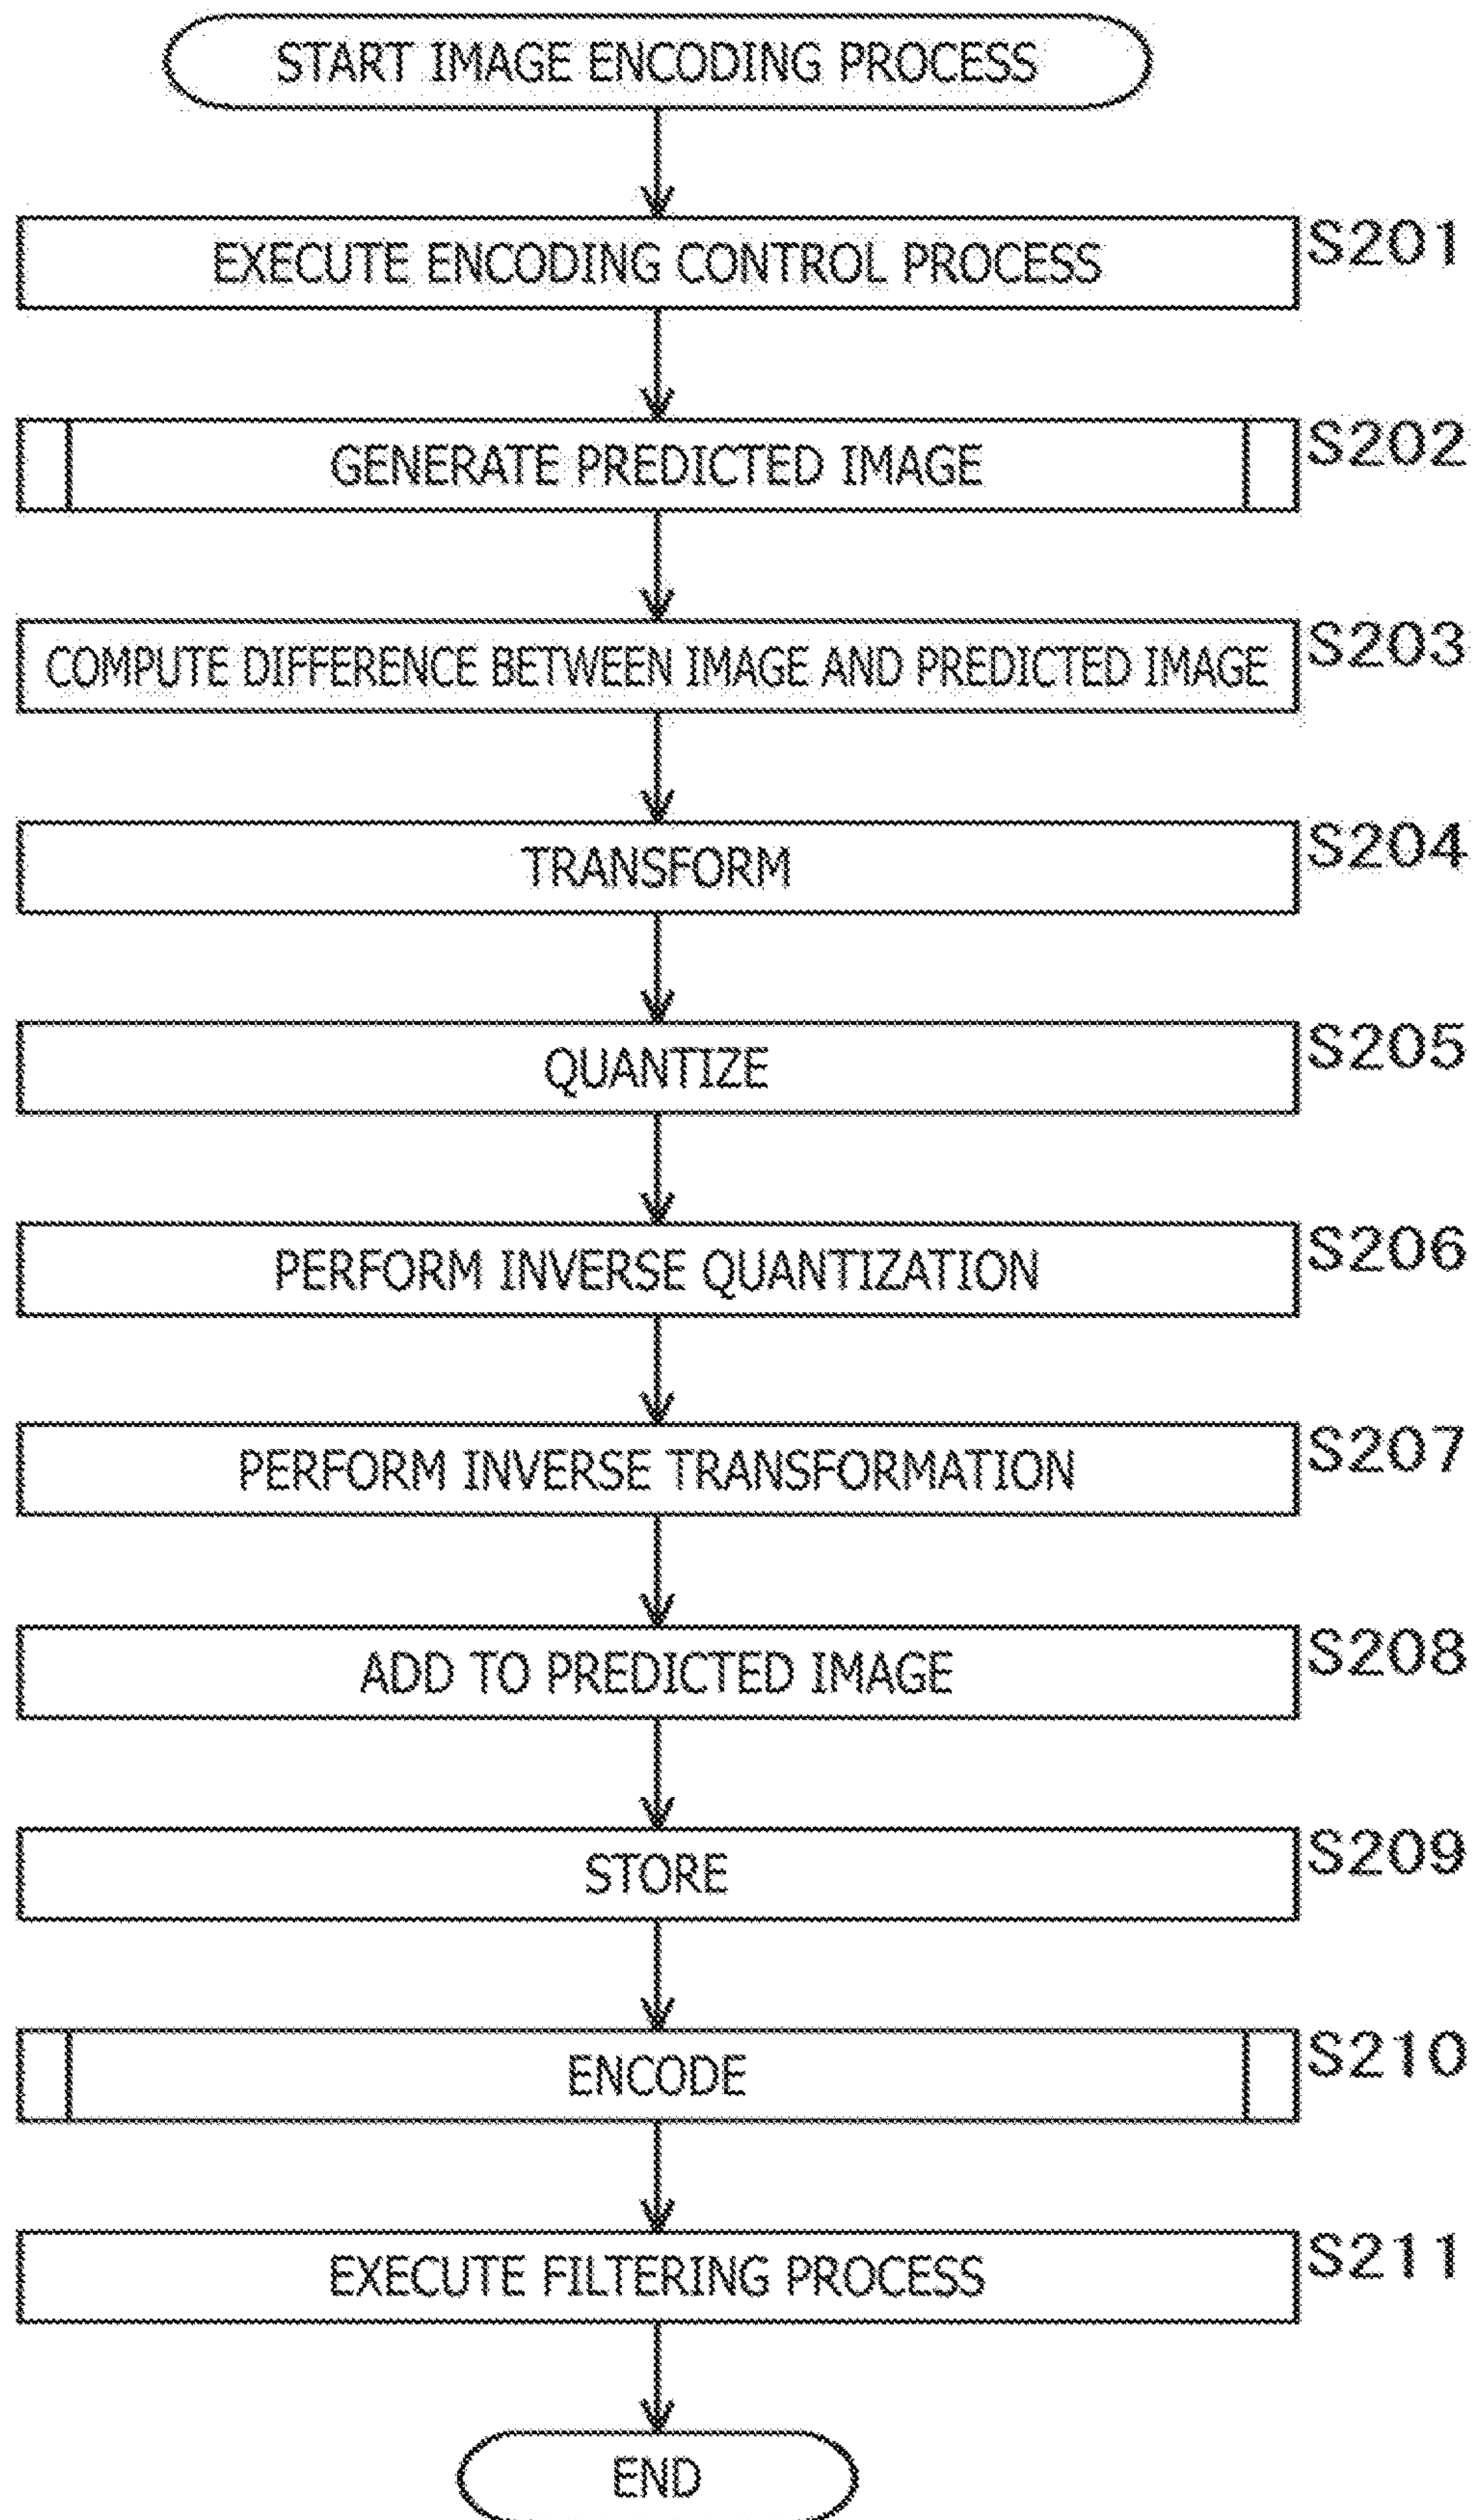 START IMAGE ENCODING PROCESS
EXECUTE ENCODING CONTROL PROCESS S201
GENERATE PREDICTED IMAGE S202
COMPUTE DIFFERENCE BETWEEN IMAGE AND PREDICTED IMAGE S203
TRANSFORM S204
QUANTIZE S205
PERFORM INVERSE QUANTIZATION S206
PERFORM INVERSE TRANSFORMATION S207
ADD TO PREDICTED IMAGE S208
STORE S209
ENCODE S210
EXECUTE FILTERING PROCESS S211
END